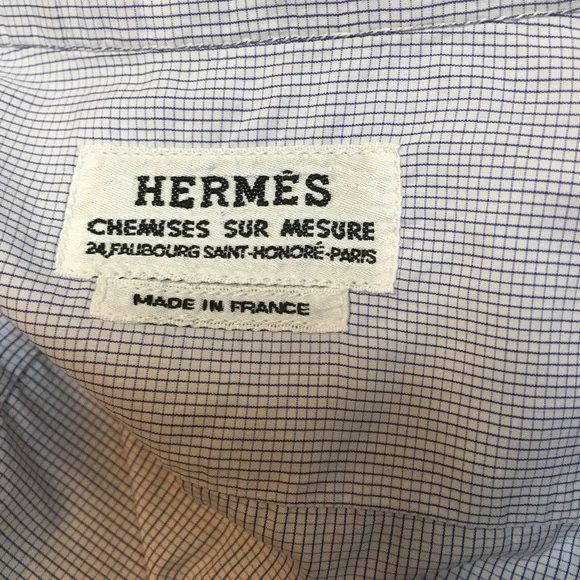 HERMÈS
CHEMISES SUR MESURE
24, FAUBOURG SAINT-HONORÉ-PARIS
MADE IN FRANCE